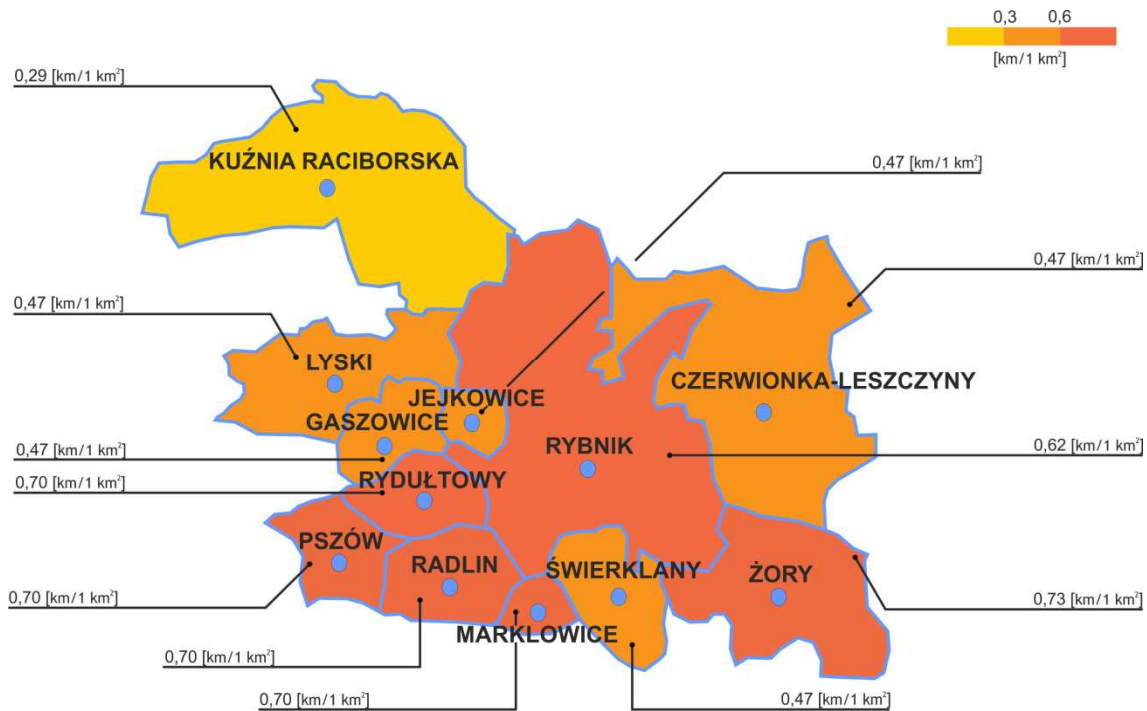 0,3 0,6
[km/1 km²]
0,29 [km/1 km²]
KUŹNIA RACIBORSKA
0,47 [km/1 km²]
0,47 [km/1 km²]
0,47 [km/1 km²]
LYSKI
CZERWIONKA-LESZCZYNY
JEJKOWICE
GASZOWICE
RYBNIK
0,47 [km/1 km²]
0,62 [km/1 km²]
RYDUŁTOWY
0,70 [km/1 km²]
PSZÓW
RADLIN
ŚWIERKLANY
ŻORY
0,70 [km/1 km²]
0,73 [km/1 km²]
MARKLOWICE
0,70 [km/1 km²]
0,70 [km/1 km²]
0,47 [km/1 km²]